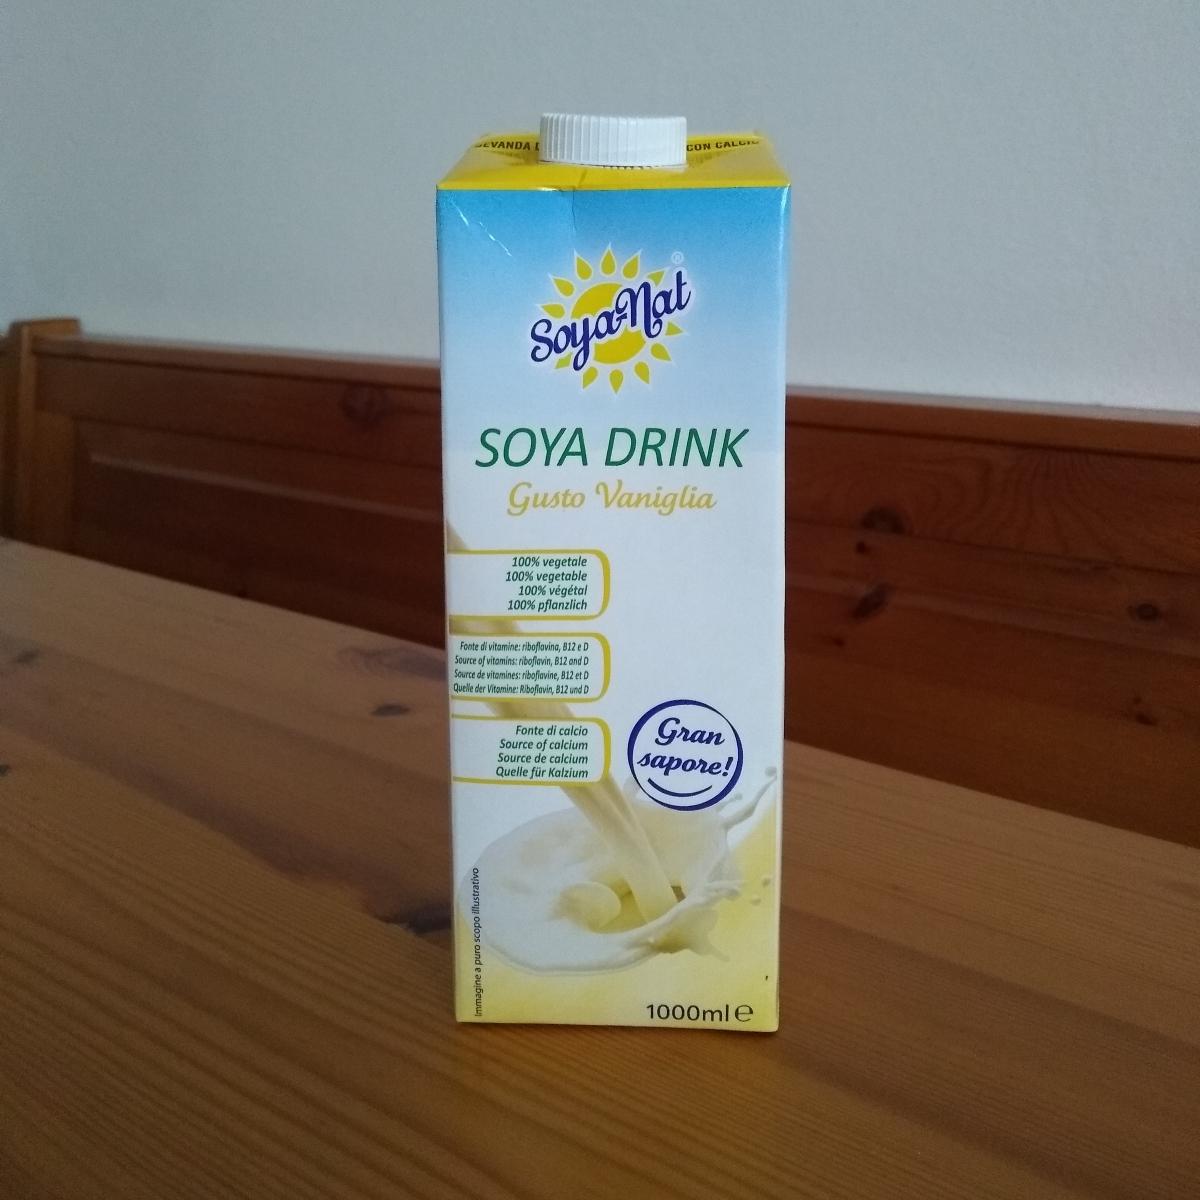 CON CALCIO
Soya-Nat®
SOYA DRINK
Gusto Vaniglia
100% vegetale
100% vegetable
100% végétal
100% pflanzlich
Fonte di vitamine: riboflavina, B12 e D
Source of vitamins: riboflavin, B12 and D
Source de vitamines: riboflavine, B12 et D
Quelle der Vitamine: Riboflavin, B12 und D
Fonte di calcio
Source of calcium
Source de calcium
Quelle für Kalzium
Gran
sapore!
Immagine a puro scopo illustrativo
1000ml e